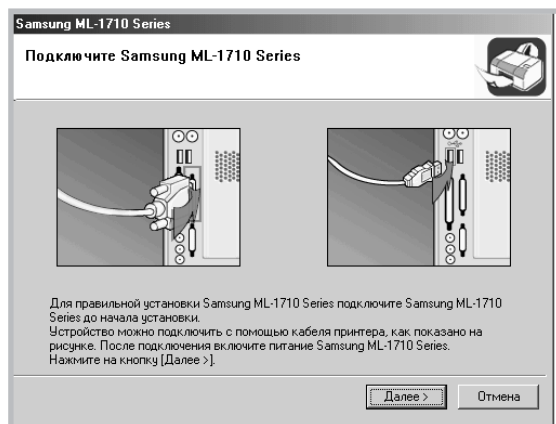 Samsung ML-1710 Series
Подключите Samsung ML-1710 Series
Для правильной установки Samsung ML-1710 Series подключите Samsung ML-1710
Series до начала установки.
Устройство можно подключить с помощью кабеля принтера, как показано на
рисунке. После подключения включите питание Samsung ML-1710 Series.
Нажмите на кнопку [Далее >].
Далее >
Отмена